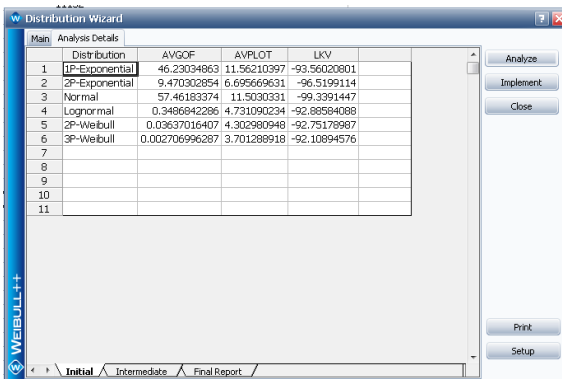 Distribution Wizard
Main Analysis Details
Distribution AVGOF AVPLOT LKV
1 1P-Exponential 46.23034863 11.56210397 -93.56020801
2 2P-Exponential 9.470302854 6.695669631 -96.5199114
3 Normal 57.46183374 11.5030331 -99.3391447
4 Lognormal 0.3486842286 4.731090234 -92.88584088
5 2P-Weibull 0.03637016407 4.302980948 -92.75178987
6 3P-Weibull 0.002706996287 3.701288918 -92.10894576
7
8
9
10
11
Analyze
Implement
Close
Print
Setup
WEIBULL++
Initial Intermediate Final Report